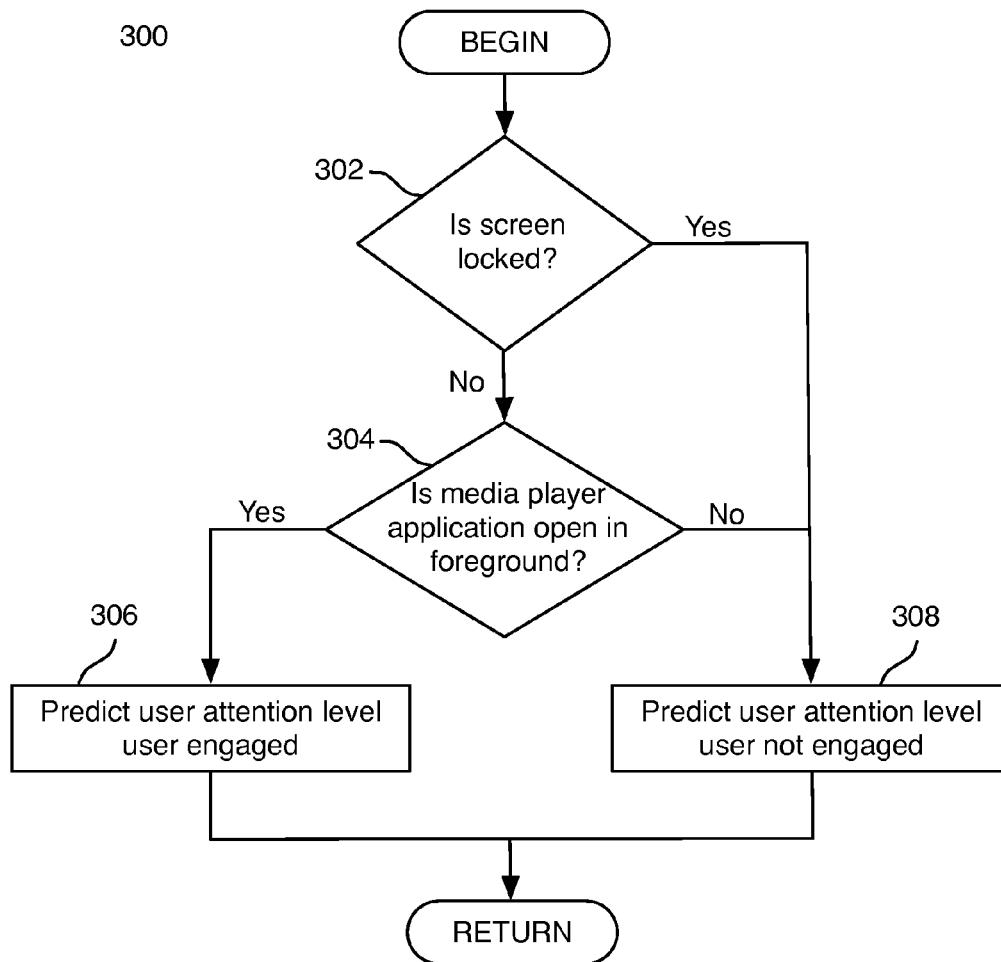 300
BEGIN
302
Is screen
locked?
Yes
No
304
Is media player
application open in
foreground?
Yes
No
306
308
Predict user attention level
user engaged
Predict user attention level
user not engaged
RETURN